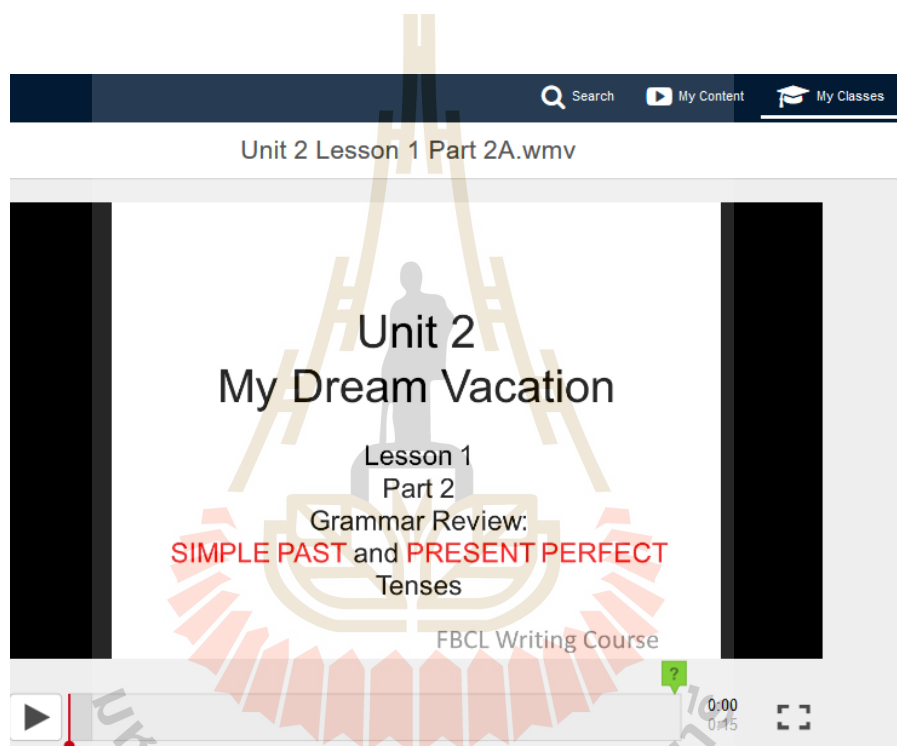 Search My Content My Classes
Unit 2 Lesson 1 Part 2A.wmv
Unit 2
My Dream Vacation
Lesson 1
Part 2
Grammar Review:
SIMPLE PAST and PRESENT PERFECT
Tenses
FBCL Writing Course
?
0:00
0:15